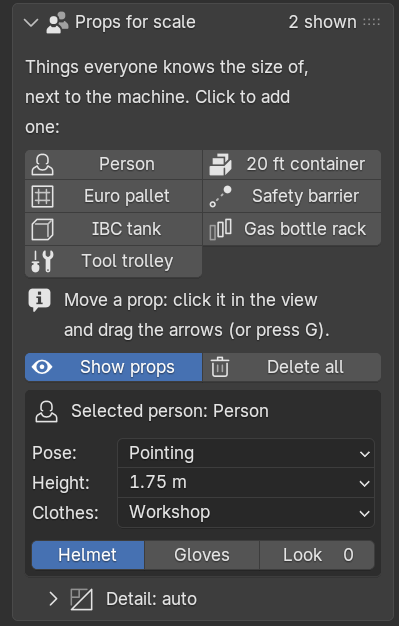 Props for scale 2 shown
Things everyone knows the size of,
next to the machine. Click to add
one:
Person 20 ft container
Euro pallet Safety barrier
IBC tank Gas bottle rack
Tool trolley
Move a prop: click it in the view
and drag the arrows (or press G).
Show props Delete all
Selected person: Person
Pose: Pointing
Height: 1.75 m
Clothes: Workshop
Helmet Gloves Look 0
Detail: auto